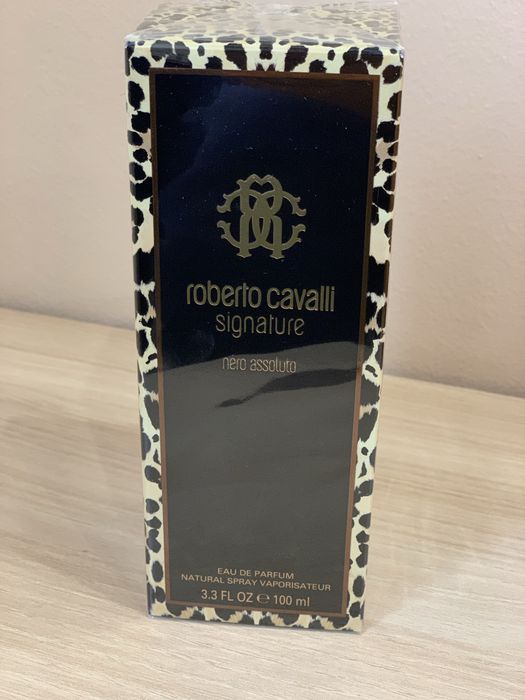 roberto cavalli
signature
nero assoluto
EAU DE PARFUM
NATURAL SPRAY VAPORISATEUR
3.3 FL OZ ℮ 100 ml